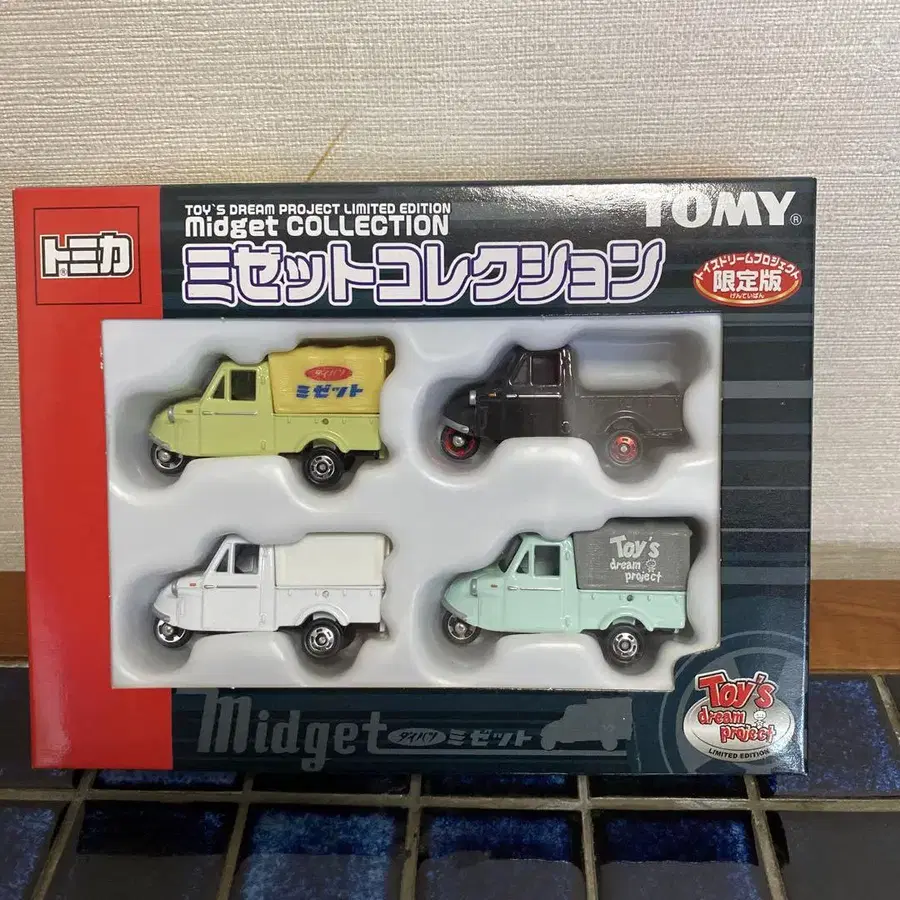 トミカ®
TOY'S DREAM PROJECT LIMITED EDITION
Midget COLLECTION
ミゼットコレクション
TOMY®
トイズドリームプロジェクト
限定版
げんていばん
ダイハツ
ミゼット
Toy's
dream
project
Midget ダイハツ ミゼット
Toy's
dream
project
LIMITED EDITION